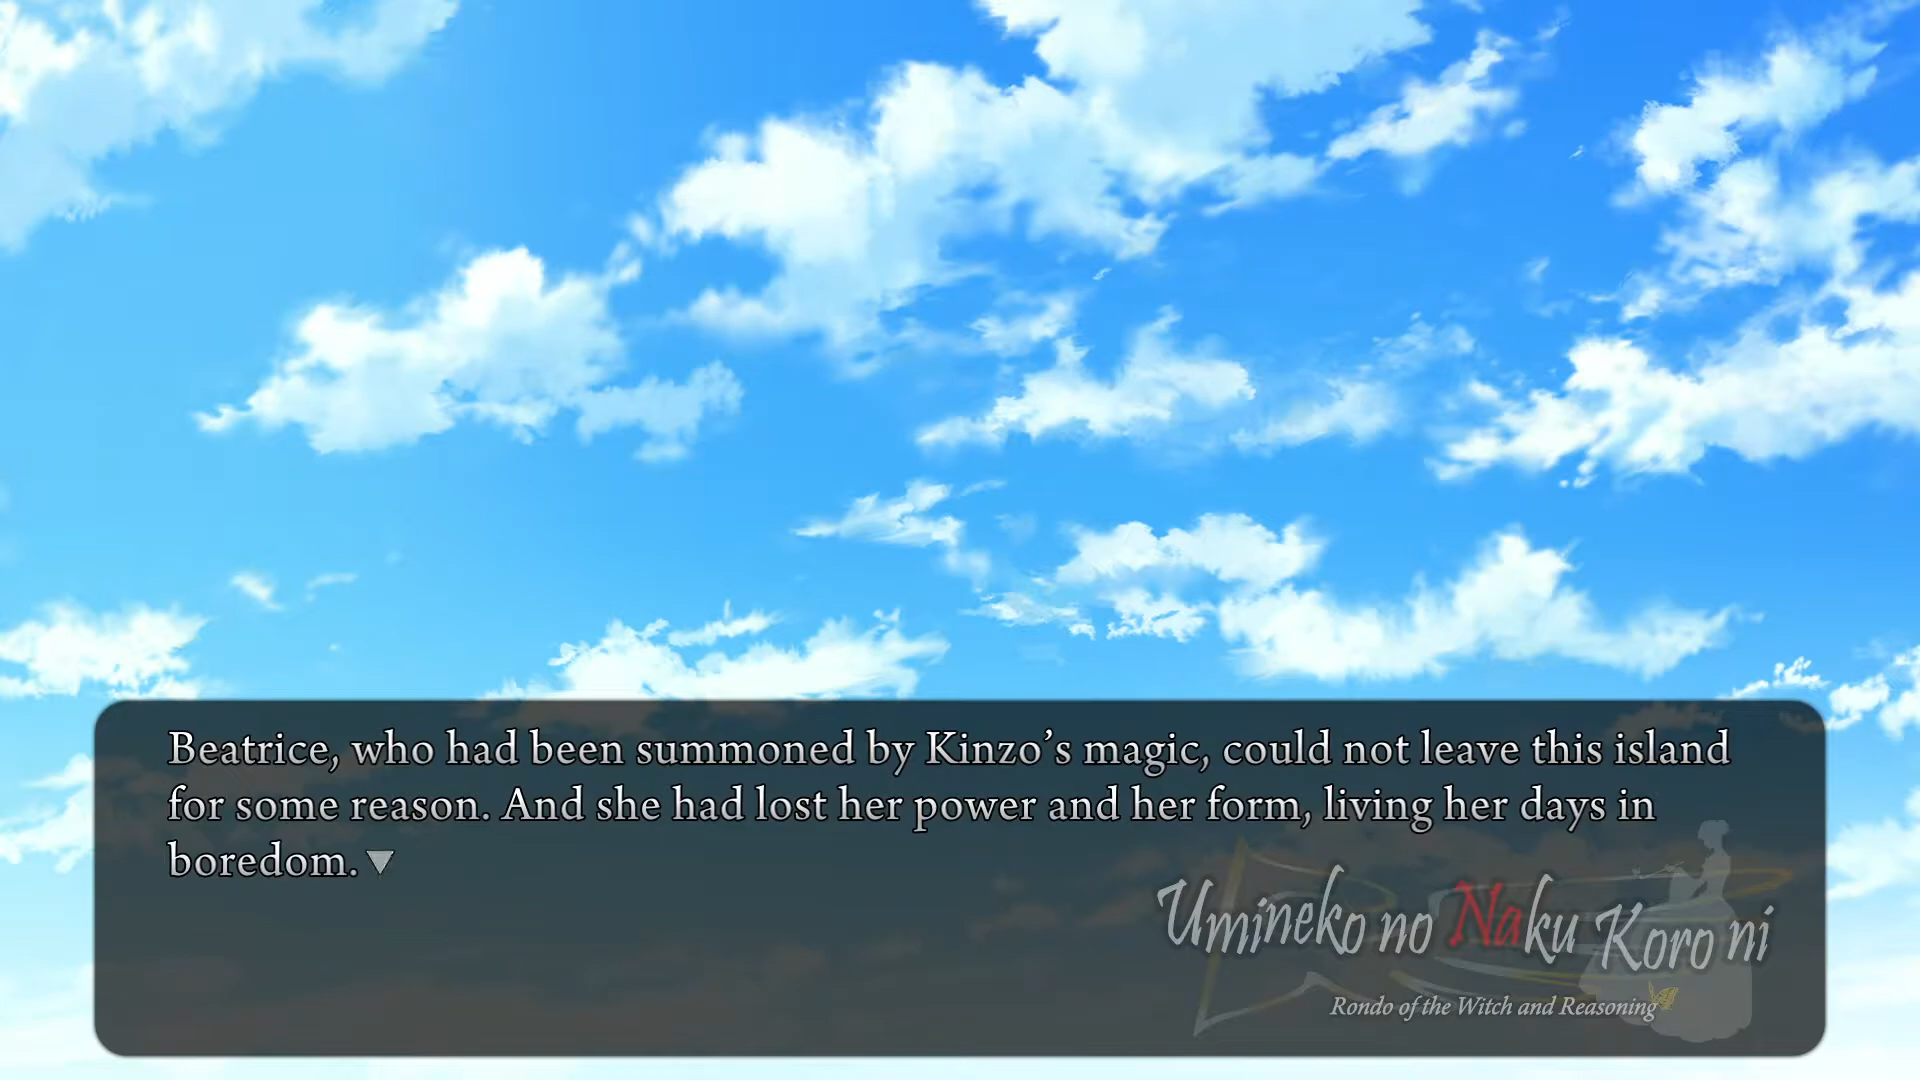 Beatrice, who had been summoned by Kinzo’s magic, could not leave this island
for some reason. And she had lost her power and her form, living her days in
boredom.
Umineko no Naku Koro ni
Rondo of the Witch and Reasoning